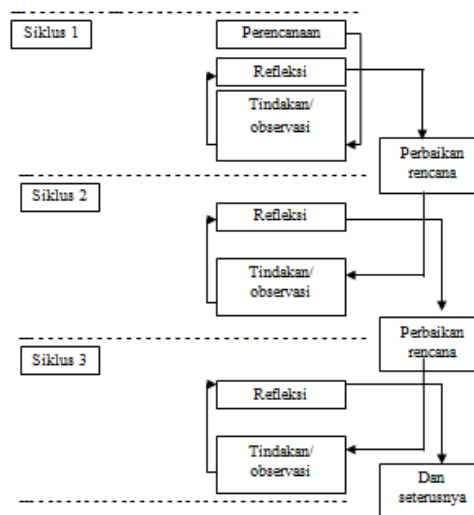 Siklus 1
Perencanaan
Refleksi
Tindakan/
observasi
Perbaikan
rencana
Siklus 2
Refleksi
Tindakan/
observasi
Perbaikan
rencana
Siklus 3
Refleksi
Tindakan/
observasi
Dan
seterusnya